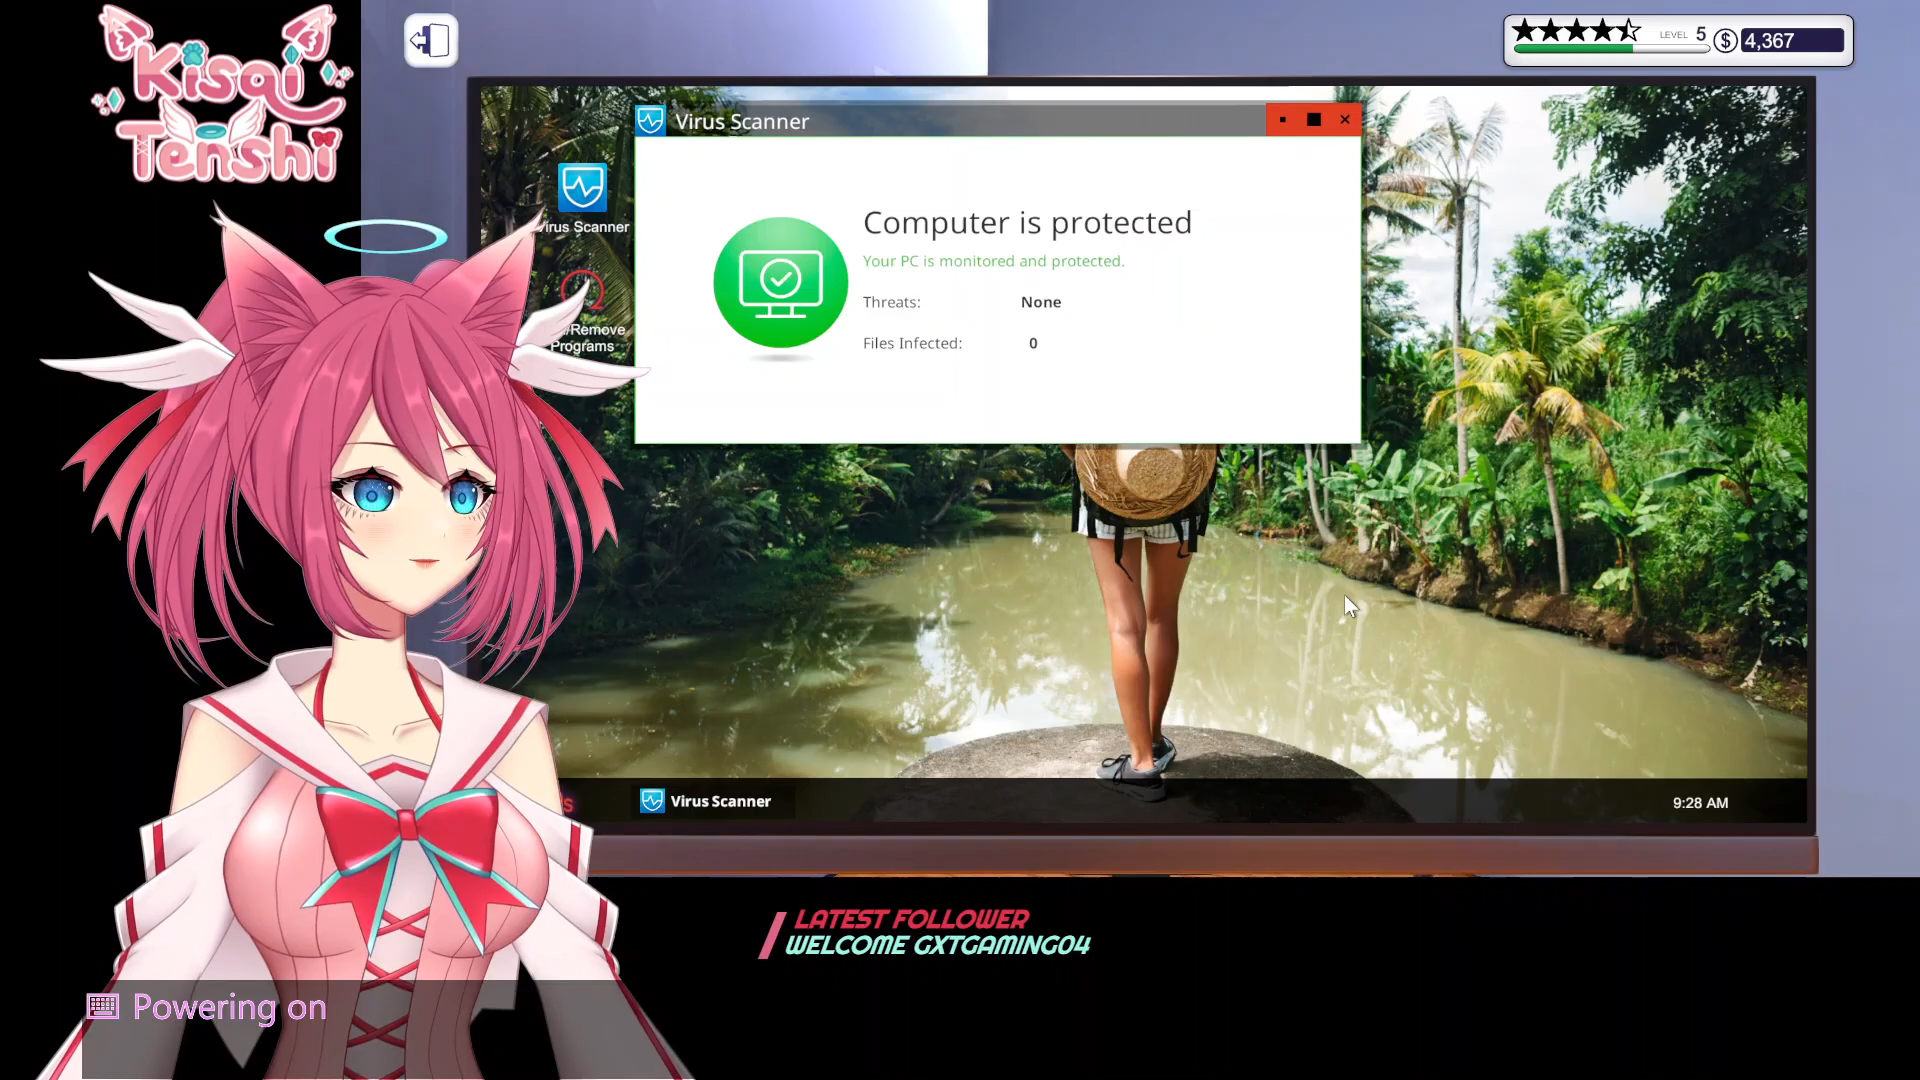 Kisai
Tenshi
LEVEL 5
$ 4,367
Virus Scanner
Virus Scanner
Computer is protected
Your PC is monitored and protected.
Threats: None
Files Infected: 0
/Remove
Programs
Virus Scanner
9:28 AM
LATEST FOLLOWER
WELCOME GXTGAMING04
Powering on